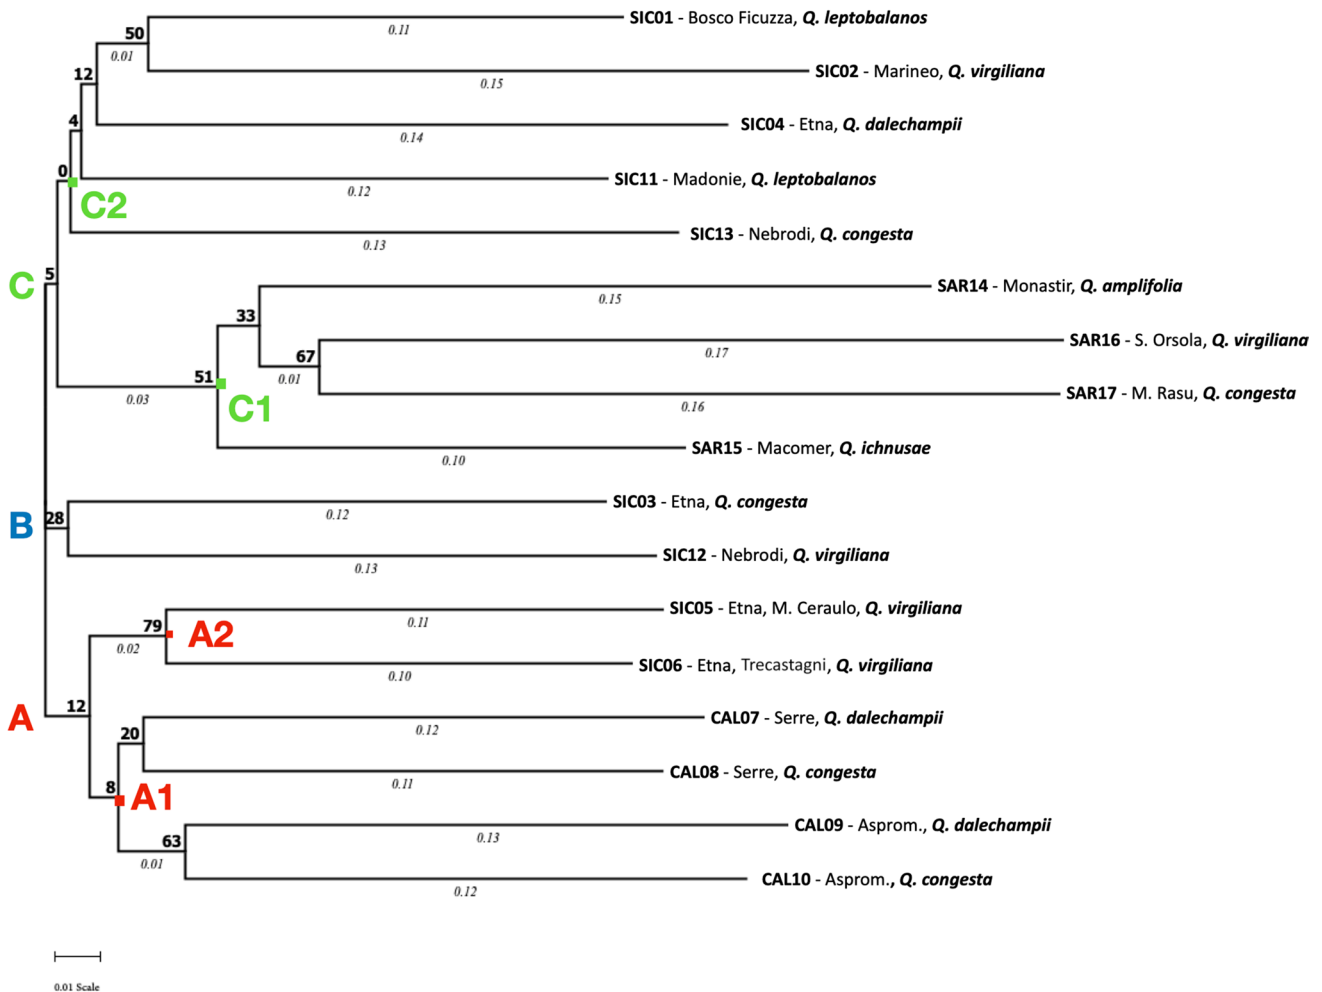 SIC01 - Bosco Ficuzza, Q. leptobalanos
50
0.11
0.01
SIC02 - Marineo, Q. virgiliana
12
0.15
SIC04 - Etna, Q. dalechampii
4
0.14
0
SIC11 - Madonie, Q. leptobalanos
C2
0.12
SIC13 - Nebrodi, Q. congesta
0.13
5
C
SAR14 - Monastir, Q. amplifolia
0.15
33
SAR16 - S. Orsola, Q. virgiliana
67
0.17
0.01
51
SAR17 - M. Rasu, Q. congesta
0.03
C1
0.16
SAR15 - Macomer, Q. ichnusae
0.10
SIC03 - Etna, Q. congesta
0.12
B
28
SIC12 - Nebrodi, Q. virgiliana
0.13
SIC05 - Etna, M. Ceraulo, Q. virgiliana
79
A2
0.11
0.02
SIC06 - Etna, Trecastagni, Q. virgiliana
0.10
12
A
CAL07 - Serre, Q. dalechampii
20
0.12
CAL08 - Serre, Q. congesta
8
A1
0.11
CAL09 - Asprom., Q. dalechampii
63
0.13
0.01
CAL10 - Asprom., Q. congesta
0.12
0.01 Scale